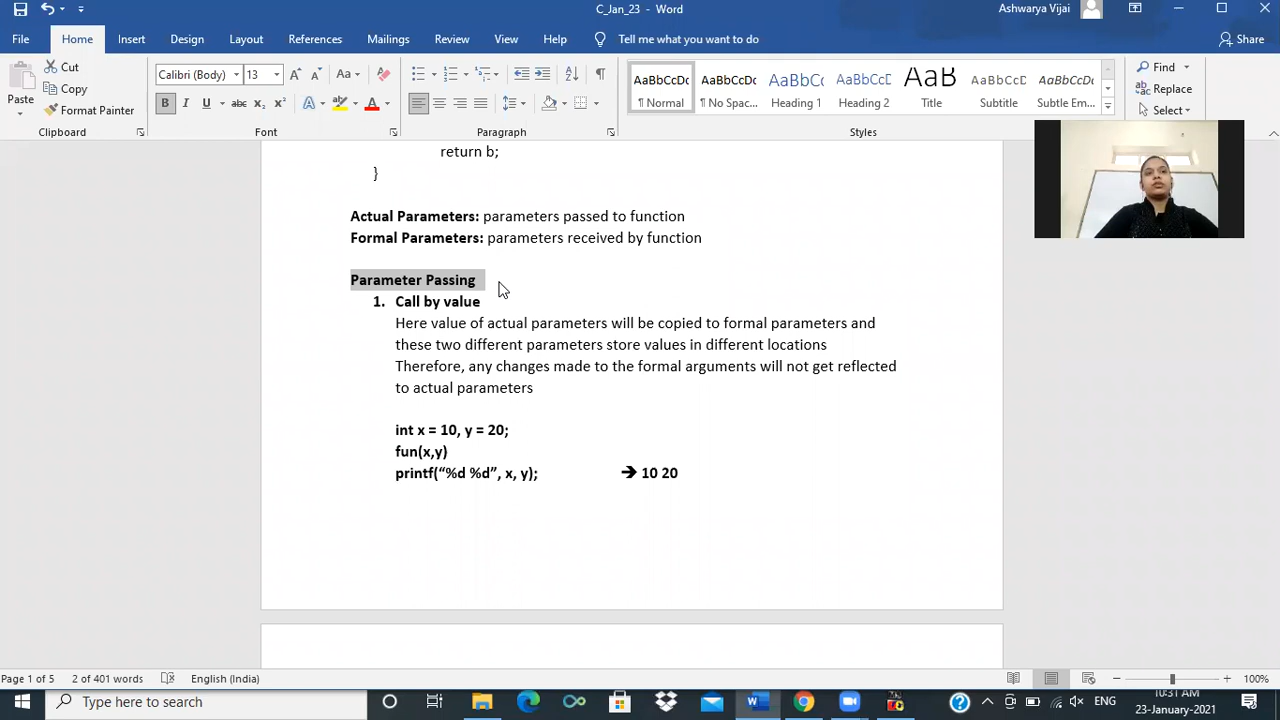 C_Jan_23 - Word
Ashwarya Vijai
File Home Insert Design Layout References Mailings Review View Help Tell me what you want to do Share
Paste
Cut
Copy
Format Painter
Calibri (Body) 13
AaBbCcDc AaBbCcDc AaBbCc AaBbCcC AaB AaBbCcC AaBbCcDc
¶ Normal ¶ No Spac... Heading 1 Heading 2 Title Subtitle Subtle Em...
Find
Replace
Select
Clipboard Font Paragraph Styles
return b;
}
Actual Parameters: parameters passed to function
Formal Parameters: parameters received by function
Parameter Passing
1. Call by value
Here value of actual parameters will be copied to formal parameters and
these two different parameters store values in different locations
Therefore, any changes made to the formal arguments will not get reflected
to actual parameters
int x = 10, y = 20;
fun(x,y)
printf(“%d %d”, x, y); ➔ 10 20
Page 1 of 5 2 of 401 words English (India) 100%
Type here to search
ENG
10:31 AM
23-January-2021